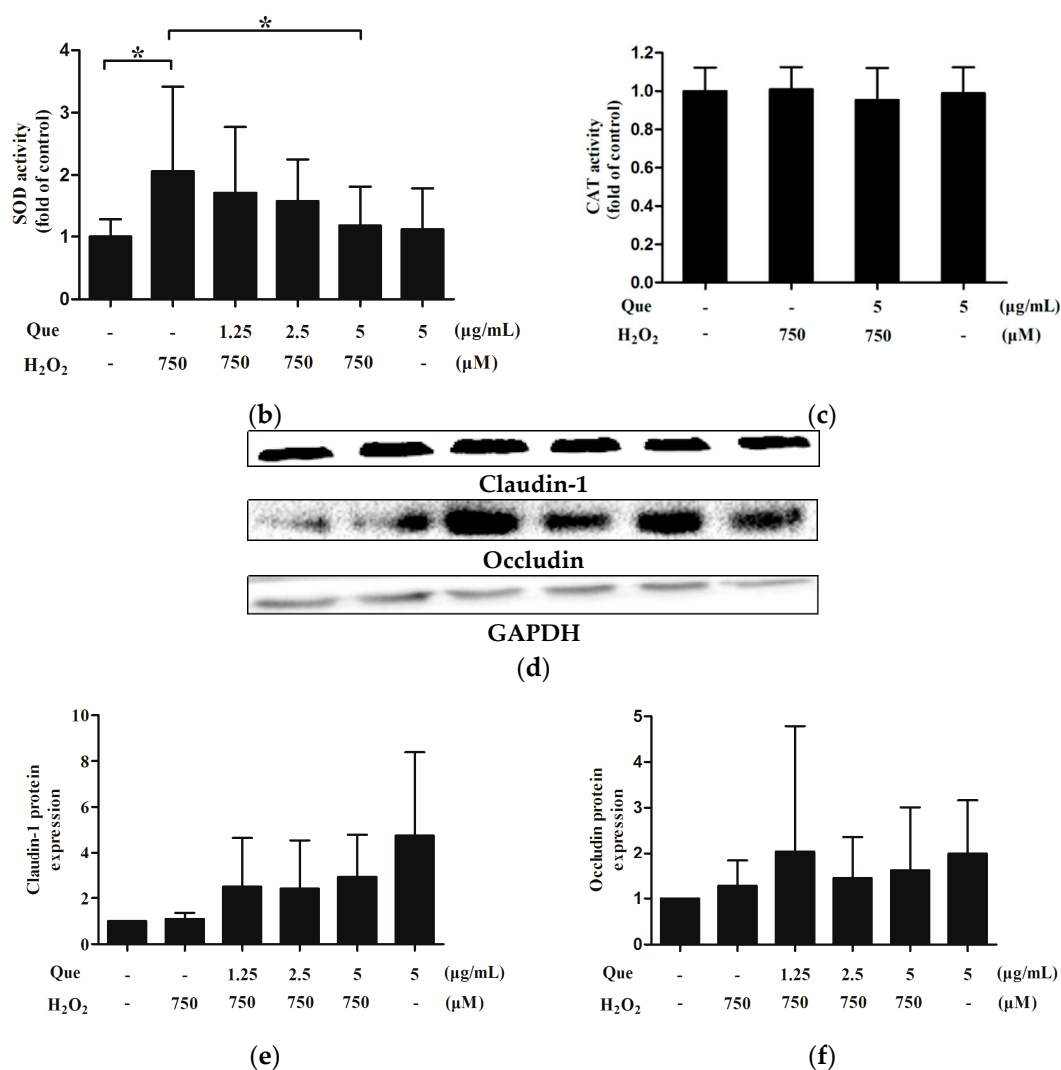 * *
SOD activity
(fold of control)
4
3
2
1
0
Que - - 1.25 2.5 5 5 (µg/mL)
H₂O₂ - 750 750 750 750 - (µM)
(b)
CAT activity
(fold of control)
1.2
1.0
0.8
0.6
0.4
0.2
0.0
Que - - 5 5 (µg/mL)
H₂O₂ - 750 750 - (µM)
(c)
Claudin-1
Occludin
GAPDH
(d)
Claudin-1 protein
expression
10
8
6
4
2
0
Que - - 1.25 2.5 5 5 (µg/mL)
H₂O₂ - 750 750 750 750 - (µM)
(e)
Occludin protein
expression
5
4
3
2
1
0
Que - - 1.25 2.5 5 5 (µg/mL)
H₂O₂ - 750 750 750 750 - (µM)
(f)